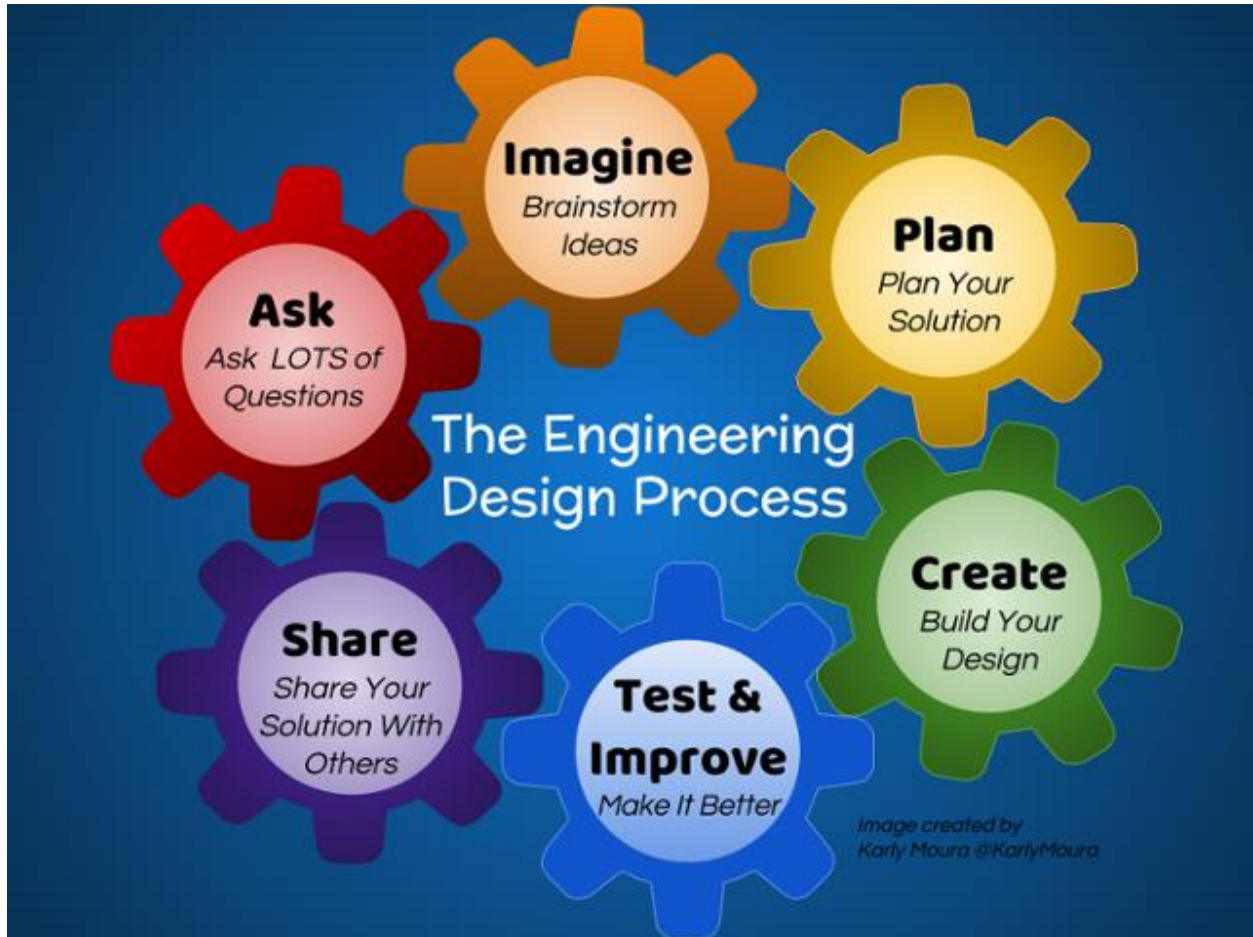 Imagine
Brainstorm
Ideas
Plan
Plan Your
Solution
Ask
Ask LOTS of
Questions
The Engineering
Design Process
Create
Build Your
Design
Share
Share Your
Solution With
Others
Test &
Improve
Make It Better
Image created by
Karly Moura @KarlyMoura